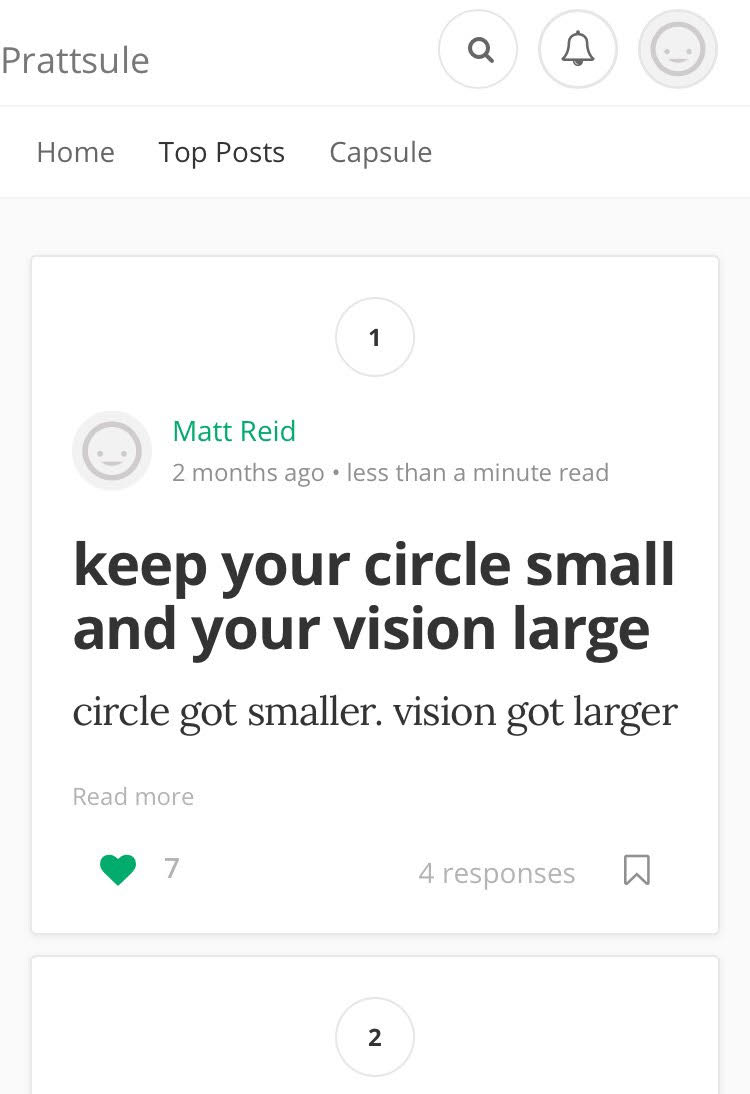 Prattsule
Home Top Posts Capsule
1
Matt Reid
2 months ago • less than a minute read
keep your circle small
and your vision large
circle got smaller. vision got larger
Read more
7 4 responses
2